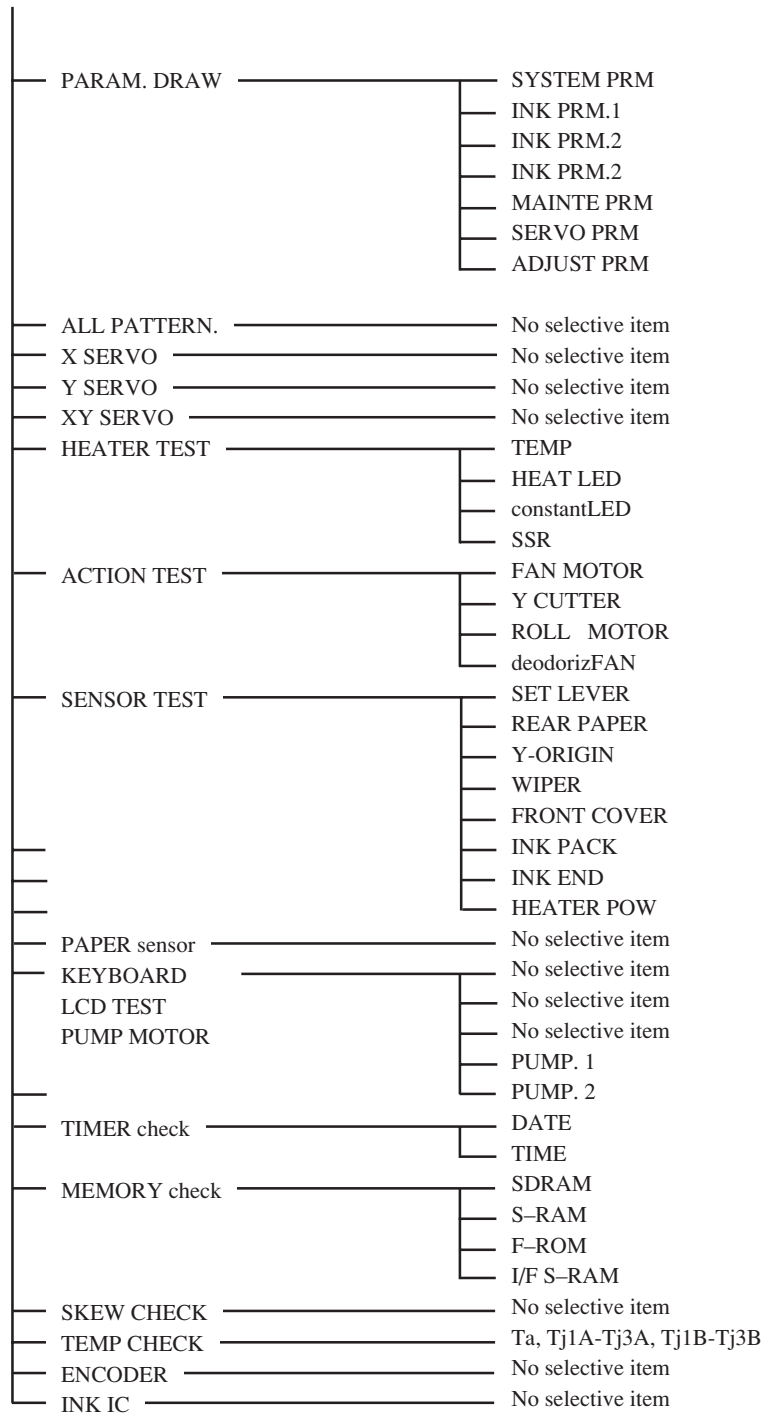 PARAM. DRAW SYSTEM PRM
INK PRM.1
INK PRM.2
INK PRM.2
MAINTE PRM
SERVO PRM
ADJUST PRM
ALL PATTERN. No selective item
X SERVO No selective item
Y SERVO No selective item
XY SERVO No selective item
HEATER TEST TEMP
HEAT LED
constantLED
SSR
ACTION TEST FAN MOTOR
Y CUTTER
ROLL MOTOR
deodorizFAN
SENSOR TEST SET LEVER
REAR PAPER
Y-ORIGIN
WIPER
FRONT COVER
INK PACK
INK END
HEATER POW
PAPER sensor No selective item
KEYBOARD No selective item
LCD TEST No selective item
PUMP MOTOR No selective item
PUMP. 1
PUMP. 2
TIMER check DATE
TIME
MEMORY check SDRAM
S–RAM
F–ROM
I/F S–RAM
SKEW CHECK No selective item
TEMP CHECK Ta, Tj1A-Tj3A, Tj1B-Tj3B
ENCODER No selective item
INK IC No selective item